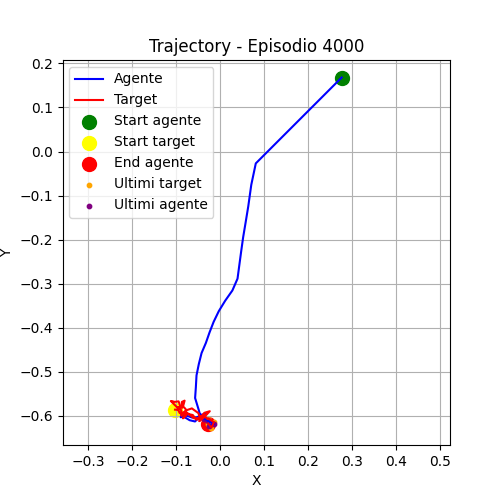 Trajectory - Episodio 4000
Agente
Target
Start agente
Start target
End agente
Ultimi target
Ultimi agente
Y
0.2
0.1
0.0
−0.1
−0.2
−0.3
−0.4
−0.5
−0.6
−0.3 −0.2 −0.1 0.0 0.1 0.2 0.3 0.4 0.5
X